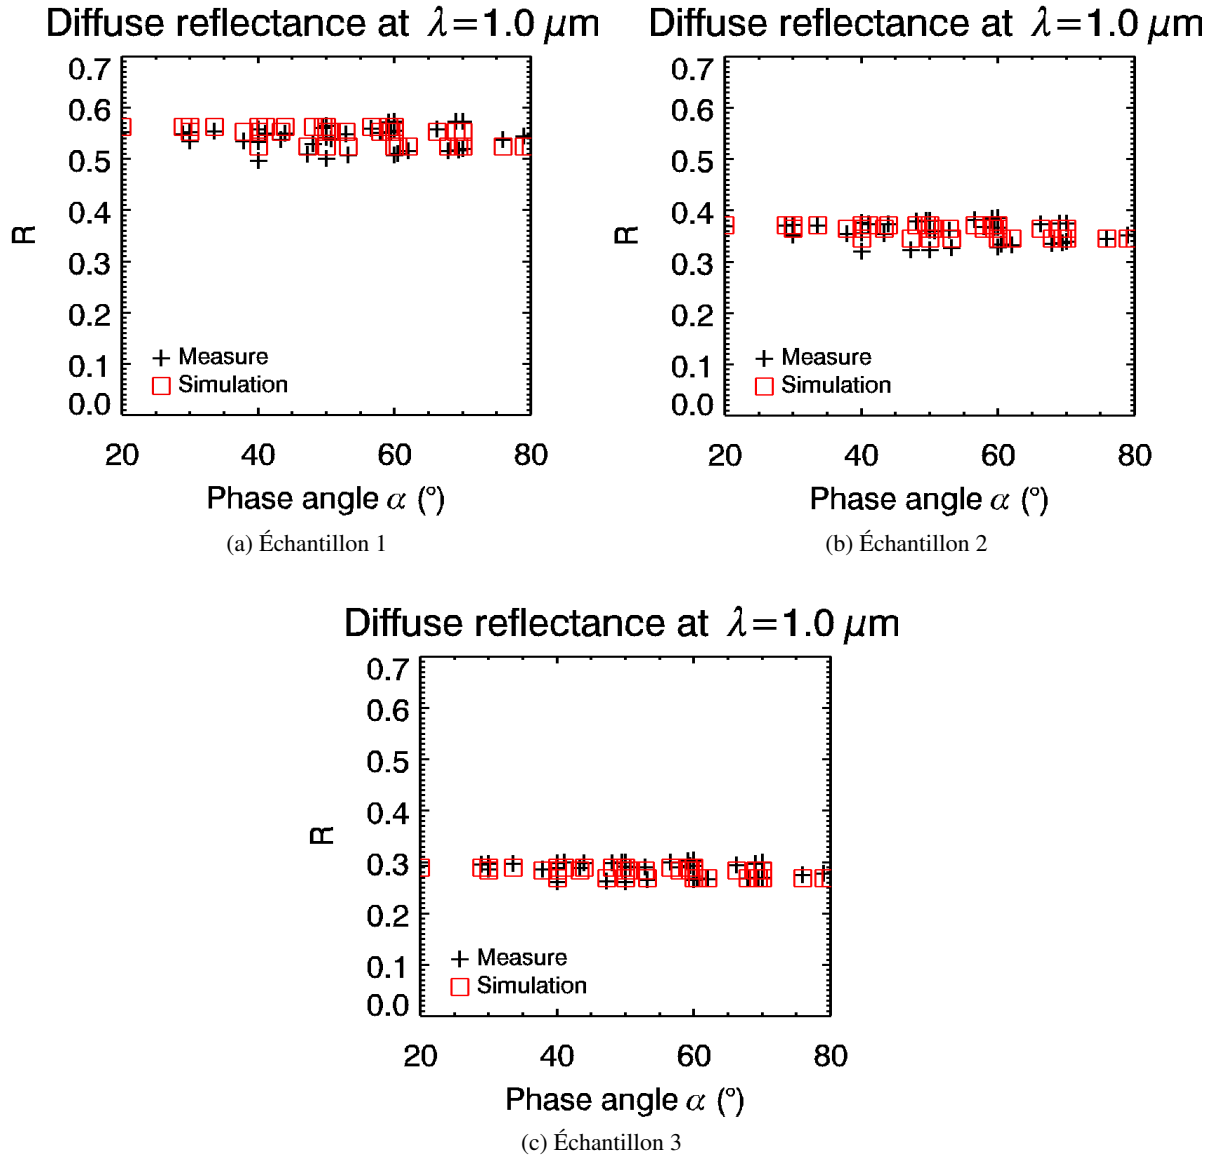 Diffuse reflectance at λ=1.0 μm
0.7
0.6
0.5
0.4
0.3
0.2
0.1
0.0
R
Measure
Simulation
20 40 60 80
Phase angle α (°)
(a) Échantillon 1
Diffuse reflectance at λ=1.0 μm
0.7
0.6
0.5
0.4
0.3
0.2
0.1
0.0
R
Measure
Simulation
20 40 60 80
Phase angle α (°)
(b) Échantillon 2
Diffuse reflectance at λ=1.0 μm
0.7
0.6
0.5
0.4
0.3
0.2
0.1
0.0
R
Measure
Simulation
20 40 60 80
Phase angle α (°)
(c) Échantillon 3